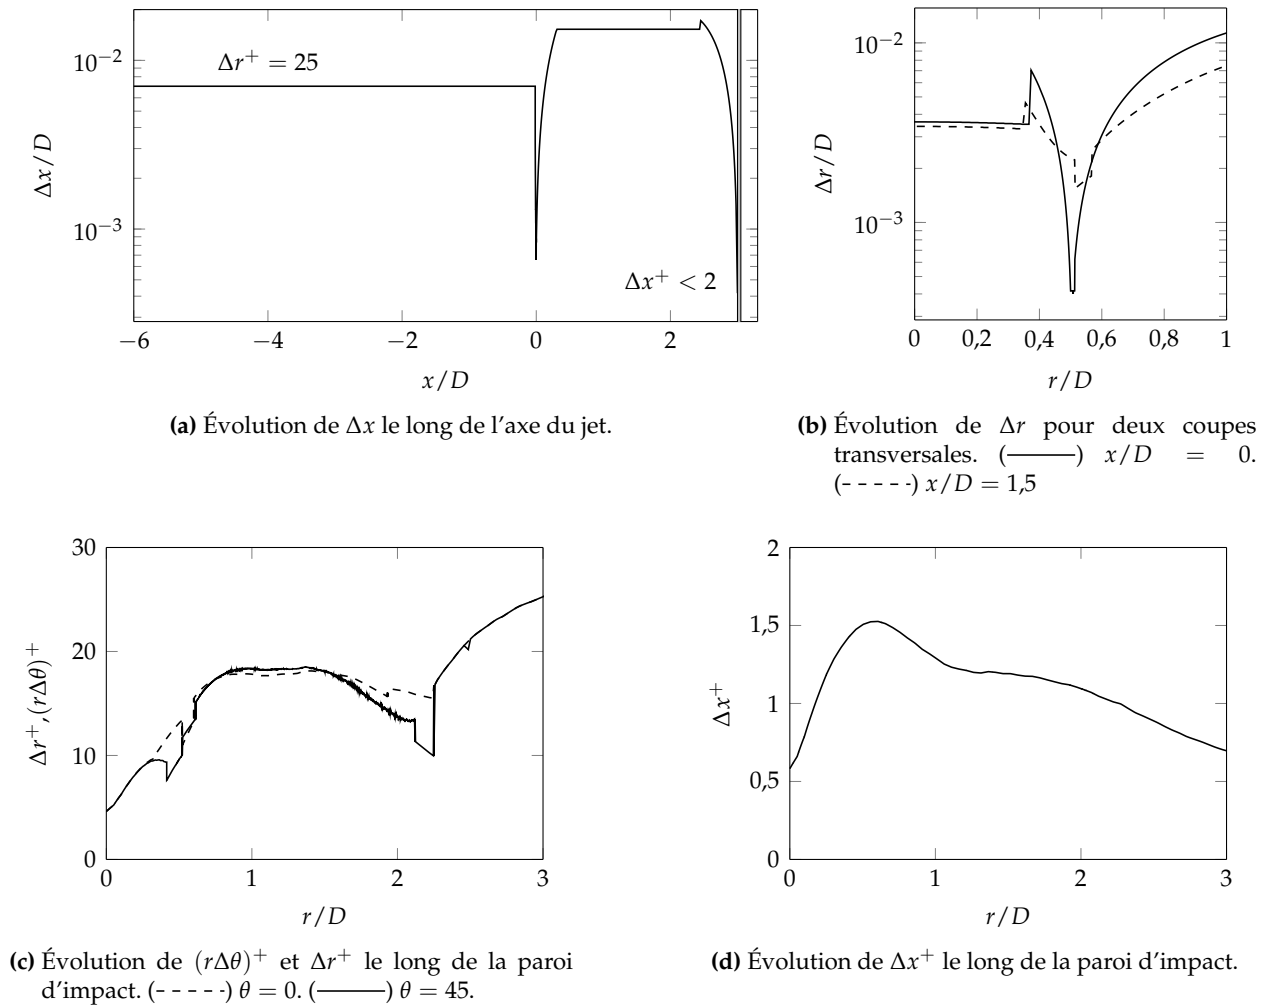 10⁻²
10⁻³
Δx/D
Δr⁺ = 25
Δx⁺ < 2
−6 −4 −2 0 2
x/D
(a) Évolution de Δx le long de l'axe du jet.
10⁻²
10⁻³
Δr/D
0 0,2 0,4 0,6 0,8 1
r/D
(b) Évolution de Δr pour deux coupes
transversales. (———) x/D = 0.
(- - - - -) x/D = 1,5
30
20
10
0
Δr⁺,(rΔθ)⁺
0 1 2 3
r/D
(c) Évolution de (rΔθ)⁺ et Δr⁺ le long de la paroi
d'impact. (- - - - -) θ = 0. (———) θ = 45.
2
1,5
1
0,5
0
Δx⁺
0 1 2 3
r/D
(d) Évolution de Δx⁺ le long de la paroi d'impact.